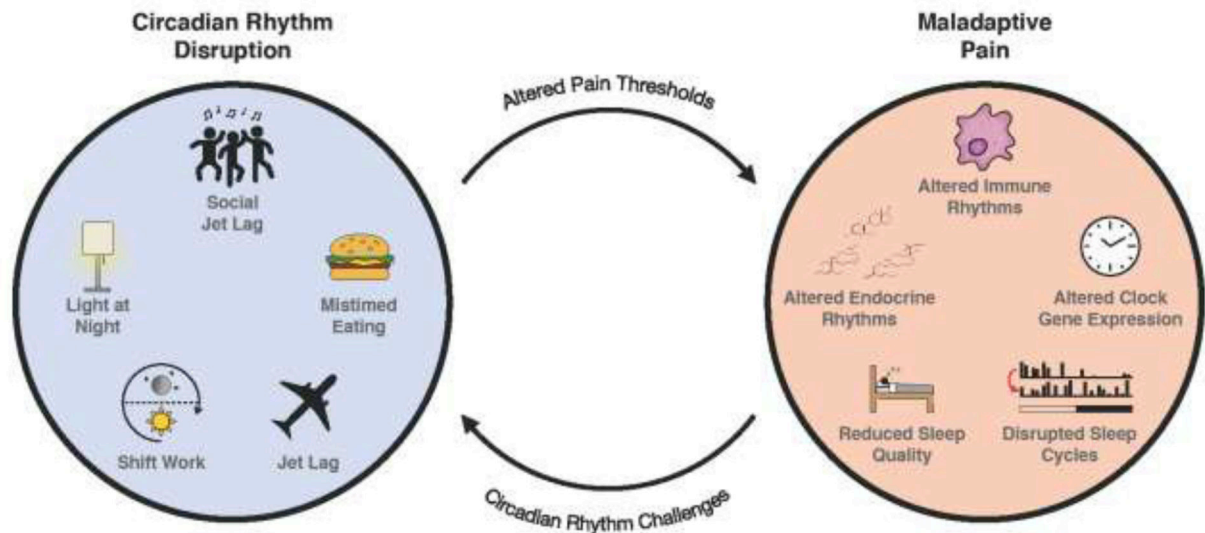 Circadian Rhythm
Disruption
Social
Jet Lag
Light at
Night
Mistimed
Eating
Shift Work
Jet Lag
Altered Pain Thresholds
Circadian Rhythm Challenges
Maladaptive
Pain
Altered Immune
Rhythms
Altered Endocrine
Rhythms
Altered Clock
Gene Expression
Reduced Sleep
Quality
Disrupted Sleep
Cycles